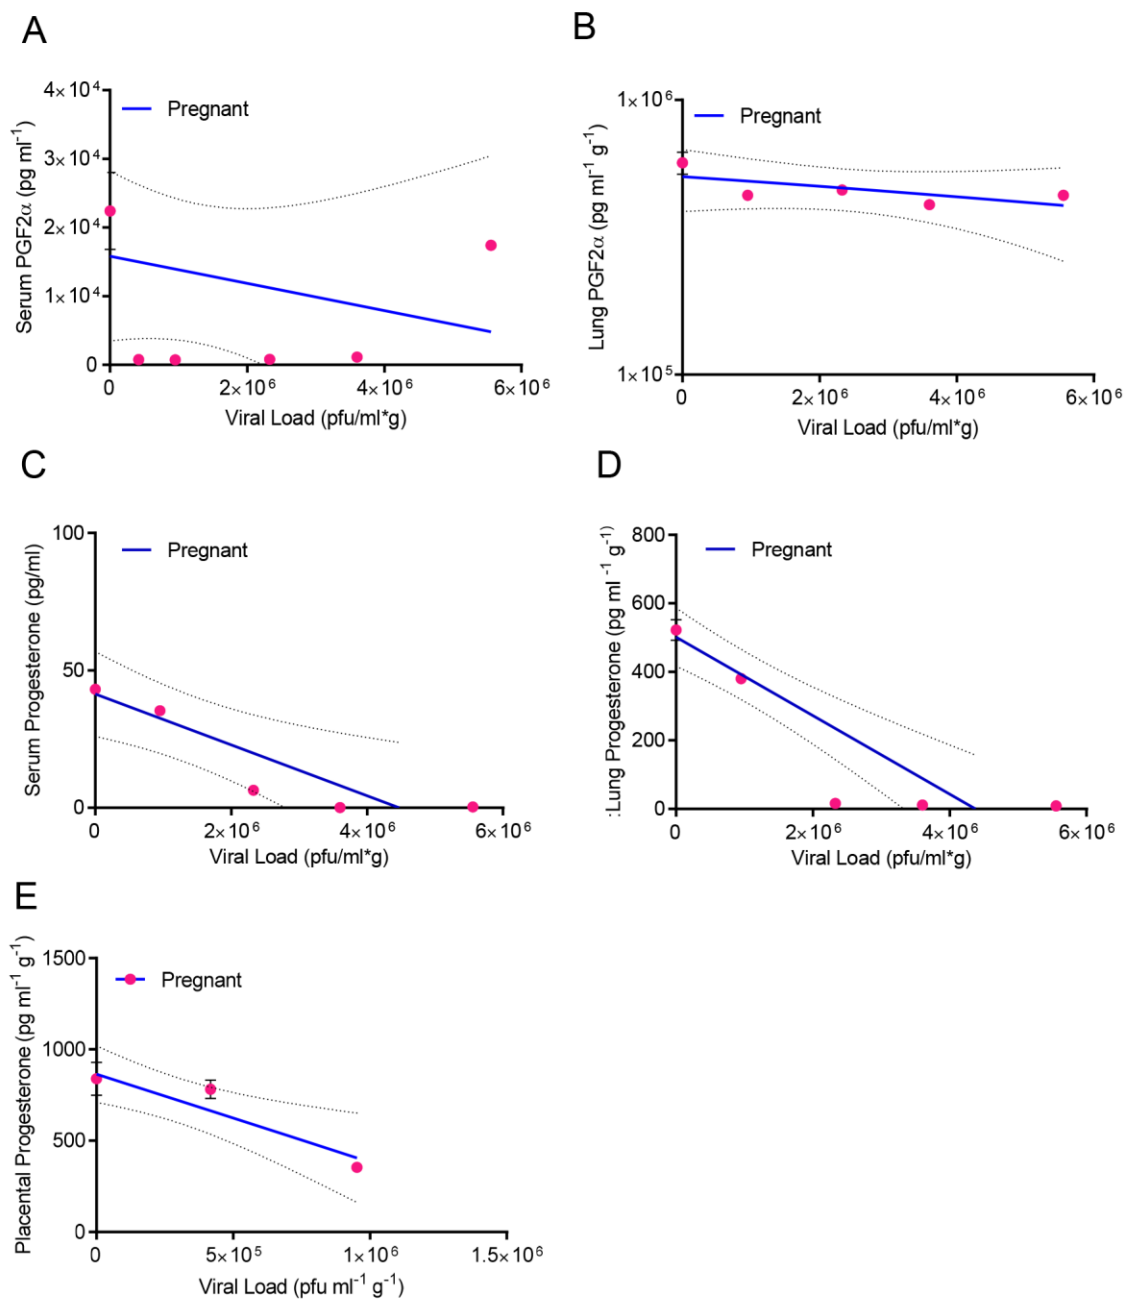 A
Serum PGF2α (pg ml⁻¹)
4×10⁴
3×10⁴
2×10⁴
1×10⁴
0
Pregnant
0
2×10⁶
4×10⁶
6×10⁶
Viral Load (pfu/ml*g)
B
Lung PGF2α (pg ml⁻¹ g⁻¹)
1×10⁶
1×10⁵
Pregnant
0
2×10⁶
4×10⁶
6×10⁶
Viral Load (pfu/ml*g)
C
Serum Progesterone (pg/ml)
100
50
0
Pregnant
0
2×10⁶
4×10⁶
6×10⁶
Viral Load (pfu/ml*g)
D
:Lung Progesterone (pg ml ⁻¹ g⁻¹)
800
600
400
200
0
Pregnant
0
2×10⁶
4×10⁶
6×10⁶
Viral Load (pfu/ml*g)
E
Placental Progesterone (pg ml⁻¹ g⁻¹)
1500
1000
500
0
Pregnant
0
5×10⁵
1×10⁶
1.5×10⁶
Viral Load (pfu ml⁻¹ g⁻¹)